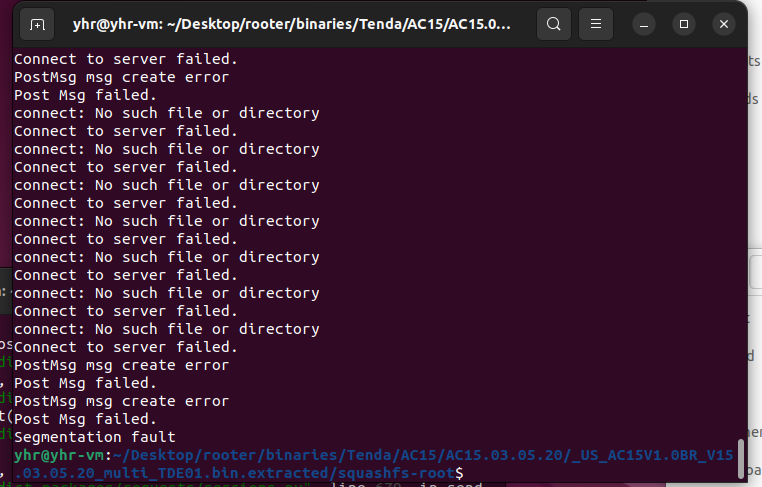 yhr@yhr-vm: ~/Desktop/rooter/binaries/Tenda/AC15/AC15.0...
Connect to server failed.
PostMsg msg create error
Post Msg failed.
connect: No such file or directory
Connect to server failed.
connect: No such file or directory
Connect to server failed.
connect: No such file or directory
Connect to server failed.
connect: No such file or directory
Connect to server failed.
connect: No such file or directory
Connect to server failed.
connect: No such file or directory
Connect to server failed.
connect: No such file or directory
Connect to server failed.
PostMsg msg create error
Post Msg failed.
PostMsg msg create error
Post Msg failed.
Segmentation fault
yhr@yhr-vm:~/Desktop/rooter/binaries/Tenda/AC15/AC15.03.05.20/_US_AC15V1.0BR_V15
.03.05.20_multi_TDE01.bin.extracted/squashfs-root$